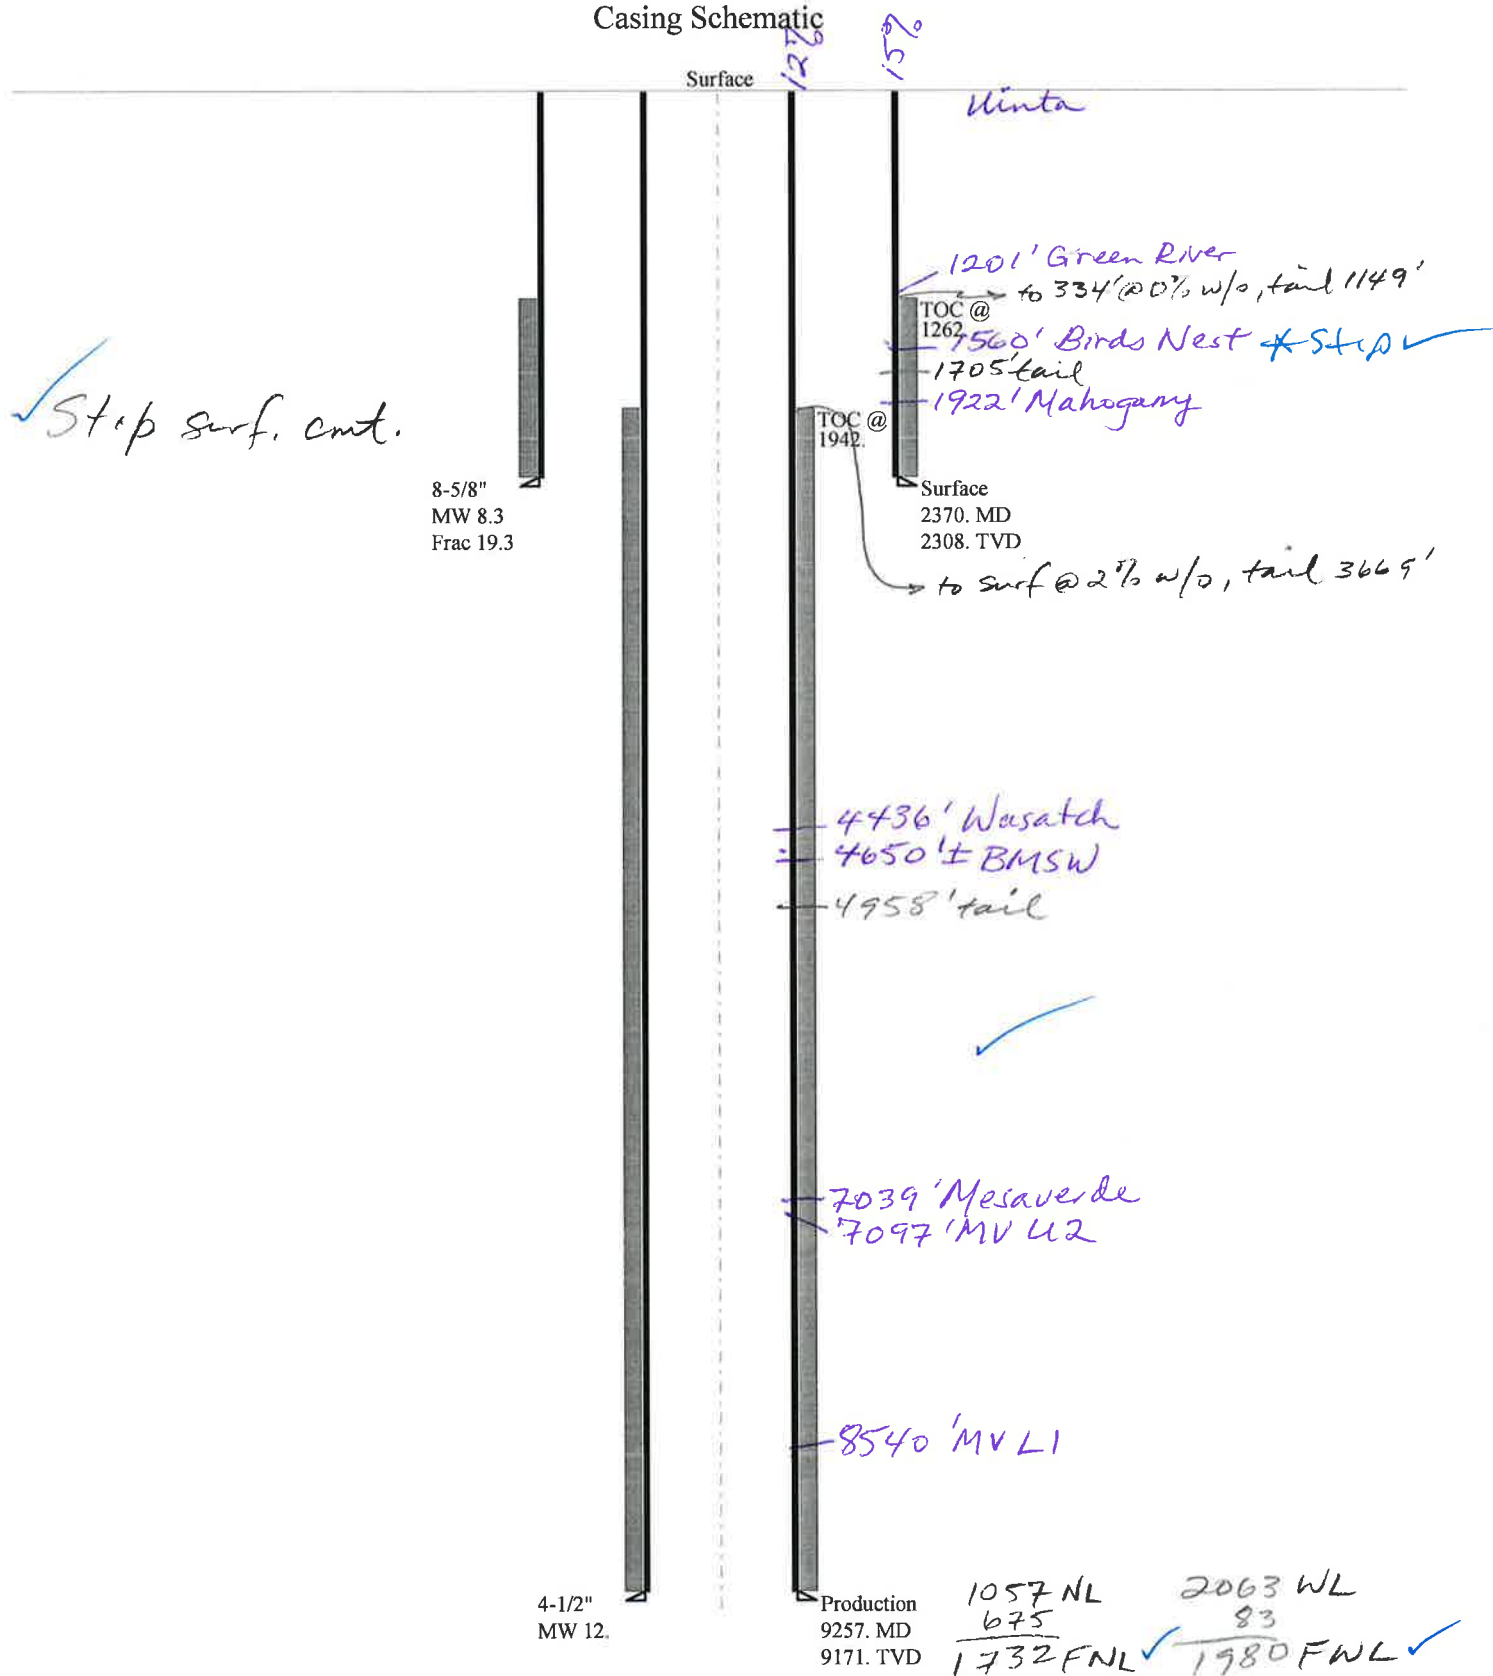 Casing Schematic
12%
15%
Surface
Uinta
1201' Green River
to 334' @ 0% w/o, tail 1149'
TOC @
1262.
1560' Birds Nest *Stip ✓
1705' tail
1922' Mahogany
✓ Stip surf. cmt.
TOC @
1942.
8-5/8"
MW 8.3
Frac 19.3
Surface
2370. MD
2308. TVD
to surf @ 2% w/o, tail 3669'
4436' Wasatch
4650'± BMSW
4958' tail
✓
7039' Mesaverde
7097' MV U2
8540' MV L1
4-1/2"
MW 12.
Production
9257. MD
9171. TVD
1057 NL
675
1732 FNL ✓
2063 WL
83
1980 FWL ✓